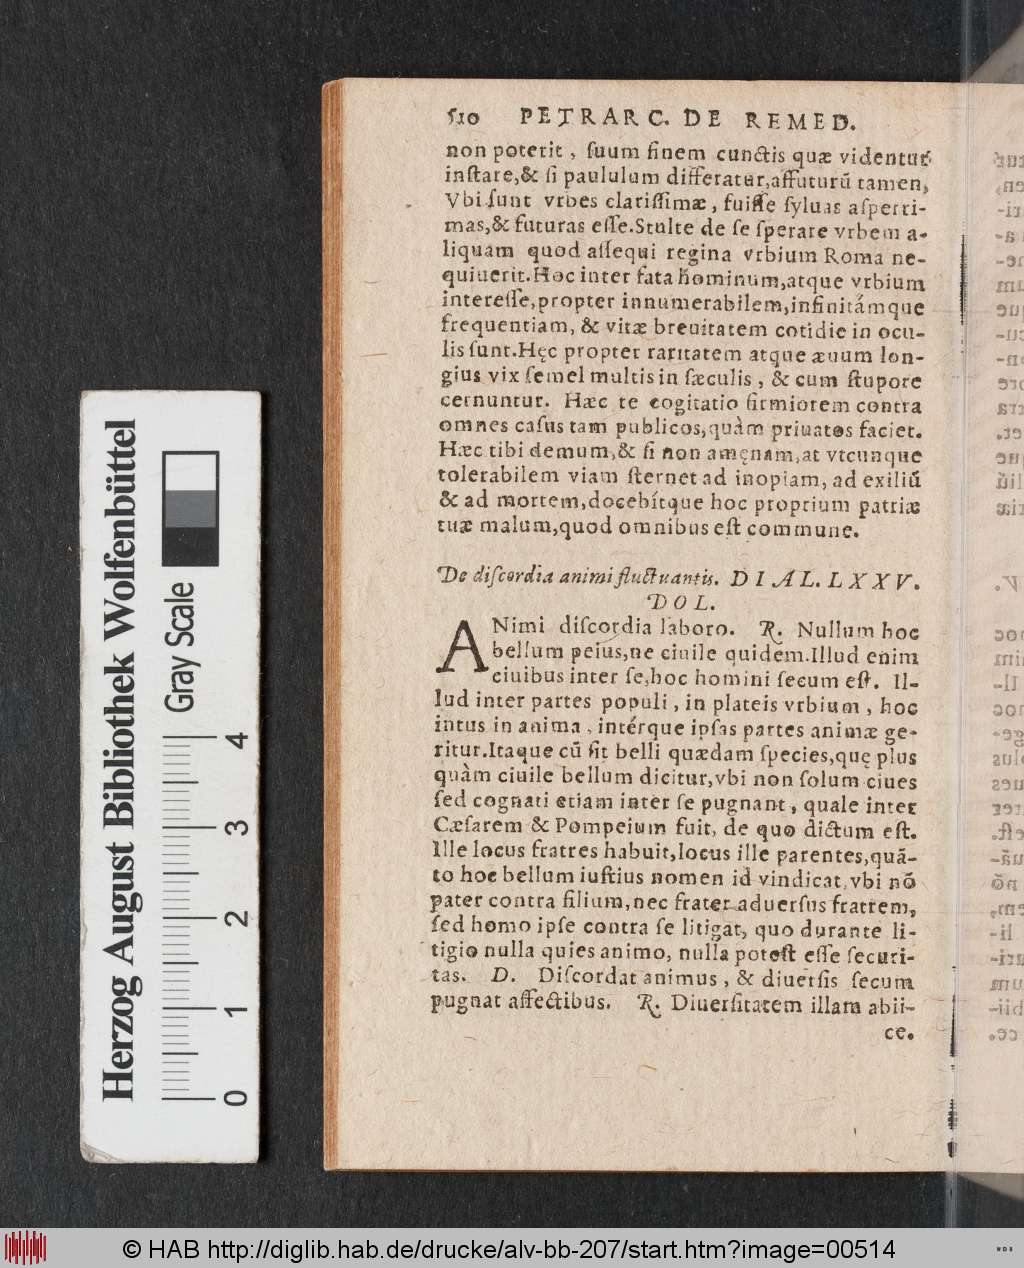 510 PETRARC. DE REMED.
non poterit, ſuum finem cunctis quæ videntur
inſtare,& ſi paululum differatur,affuturũ tamen,
Vbi ſunt vrbes clariſſimæ, fuiſſe ſyluas aſperri-
mas,& futuras eſſe.Stulte de ſe ſperare vrbem a-
liquam quod aſſequi regina vrbium Roma ne-
quiuerit.Hoc inter fata hominum,atque vrbium
intereſſe,propter innumerabilem,infinitámque
frequentiam, & vitæ breuitatem cotidie in ocu-
lis ſunt.Hęc propter raritatem atque æuum lon-
gius vix ſemel multis in ſæculis, & cum ſtupore
cernuntur. Hæc te cogitatio firmiorem contra
omnes caſus tam publicos,quàm priuatos faciet.
Hæc tibi demum,& ſi non amęnam,at vtcunque
tolerabilem viam ſternet ad inopiam, ad exiliũ
& ad mortem,docebítque hoc proprium patriæ
tuæ malum,quod omnibus eſt commune.
De diſcordia animi fluctuantis. DIAL. LXXV.
DOL.
ANimi diſcordia laboro. R. Nullum hoc
bellum peius,ne ciuile quidem.Illud enim
ciuibus inter ſe,hoc homini ſecum eſt. Il-
lud inter partes populi, in plateis vrbium, hoc
intus in anima, intérque ipſas partes animæ ge-
ritur.Itaque cũ ſit belli quædam ſpecies,quę plus
quàm ciuile bellum dicitur,vbi non ſolum ciues
ſed cognati etiam inter ſe pugnant, quale inter
Cæſarem & Pompeium fuit, de quo dictum eſt.
Ille locus fratres habuit,locus ille parentes,quã-
to hoc bellum iuſtius nomen id vindicat,vbi nõ
pater contra filium,nec frater aduerſus fratrem,
ſed homo ipſe contra ſe litigat, quo durante li-
tigio nulla quies animo, nulla poteſt eſſe ſecuri-
tas. D. Diſcordat animus, & diuerſis ſecum
pugnat affectibus. R. Diuerſitatem illam abii-
ce.
Herzog August Bibliothek Wolfenbüttel
Gray Scale
0 1 2 3 4
© HAB http://diglib.hab.de/drucke/alv-bb-207/start.htm?image=00514